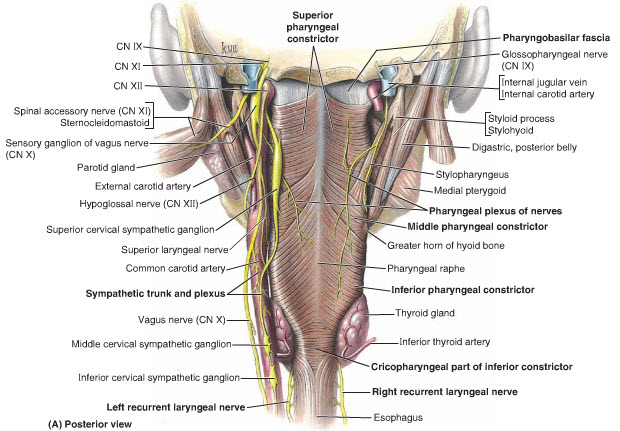 Superior
pharyngeal
constrictor
CN IX
CN XI
CN XII
Spinal accessory nerve (CN XI)
Sternocleidomastoid
Sensory ganglion of vagus nerve
(CN X)
Parotid gland
External carotid artery
Hypoglossal nerve (CN XII)
Superior cervical sympathetic ganglion
Superior laryngeal nerve
Common carotid artery
Sympathetic trunk and plexus
Vagus nerve (CN X)
Middle cervical sympathetic ganglion
Inferior cervical sympathetic ganglion
Left recurrent laryngeal nerve
(A) Posterior view
Pharyngobasilar fascia
Glossopharyngeal nerve
(CN IX)
Internal jugular vein
Internal carotid artery
Styloid process
Stylohyoid
Digastric, posterior belly
Stylopharyngeus
Medial pterygoid
Pharyngeal plexus of nerves
Middle pharyngeal constrictor
Greater horn of hyoid bone
Pharyngeal raphe
Inferior pharyngeal constrictor
Thyroid gland
Inferior thyroid artery
Cricopharyngeal part of inferior constrictor
Right recurrent laryngeal nerve
Esophagus